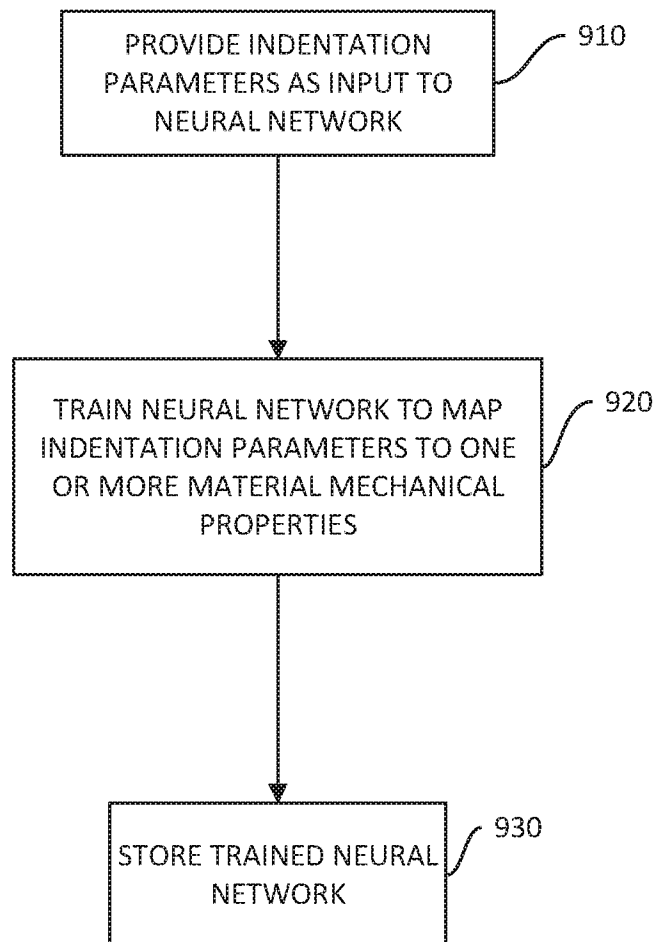 PROVIDE INDENTATION
PARAMETERS AS INPUT TO
NEURAL NETWORK
910
TRAIN NEURAL NETWORK TO MAP
INDENTATION PARAMETERS TO ONE
OR MORE MATERIAL MECHANICAL
PROPERTIES
920
STORE TRAINED NEURAL
NETWORK
930